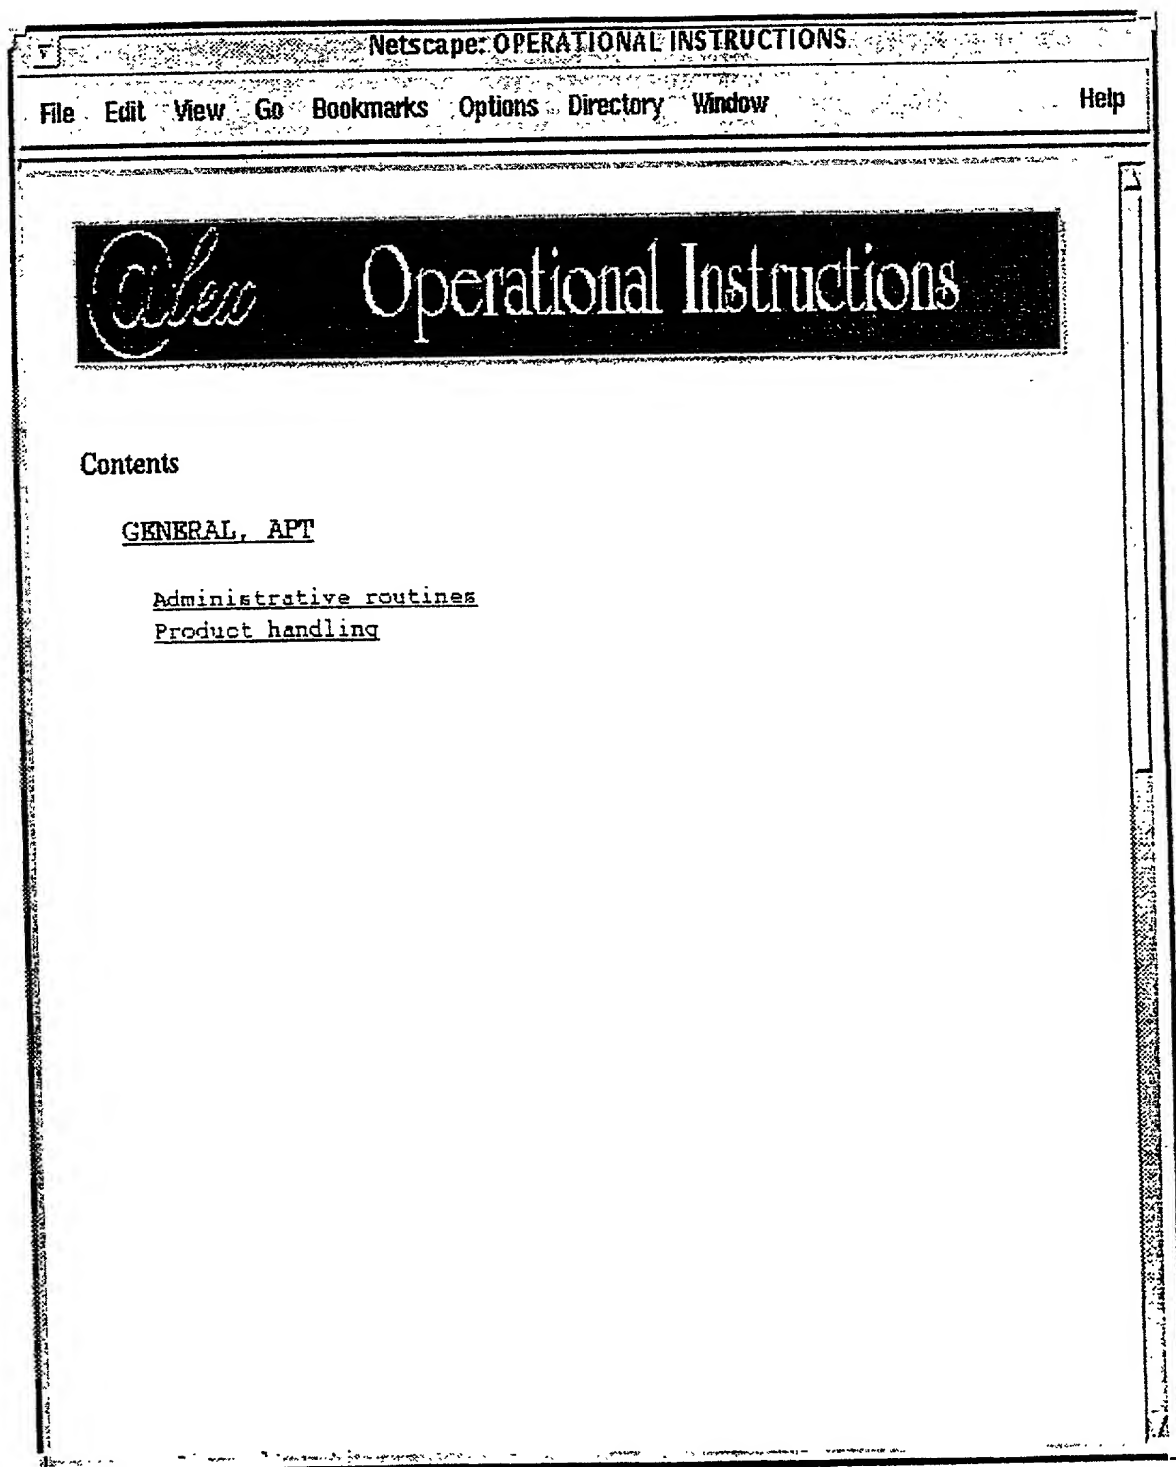 Netscape: OPERATIONAL INSTRUCTIONS
File Edit View Go Bookmarks Options Directory Window Help
@lex Operational Instructions
Contents
GENERAL, APT
Administrative routines
Product handling